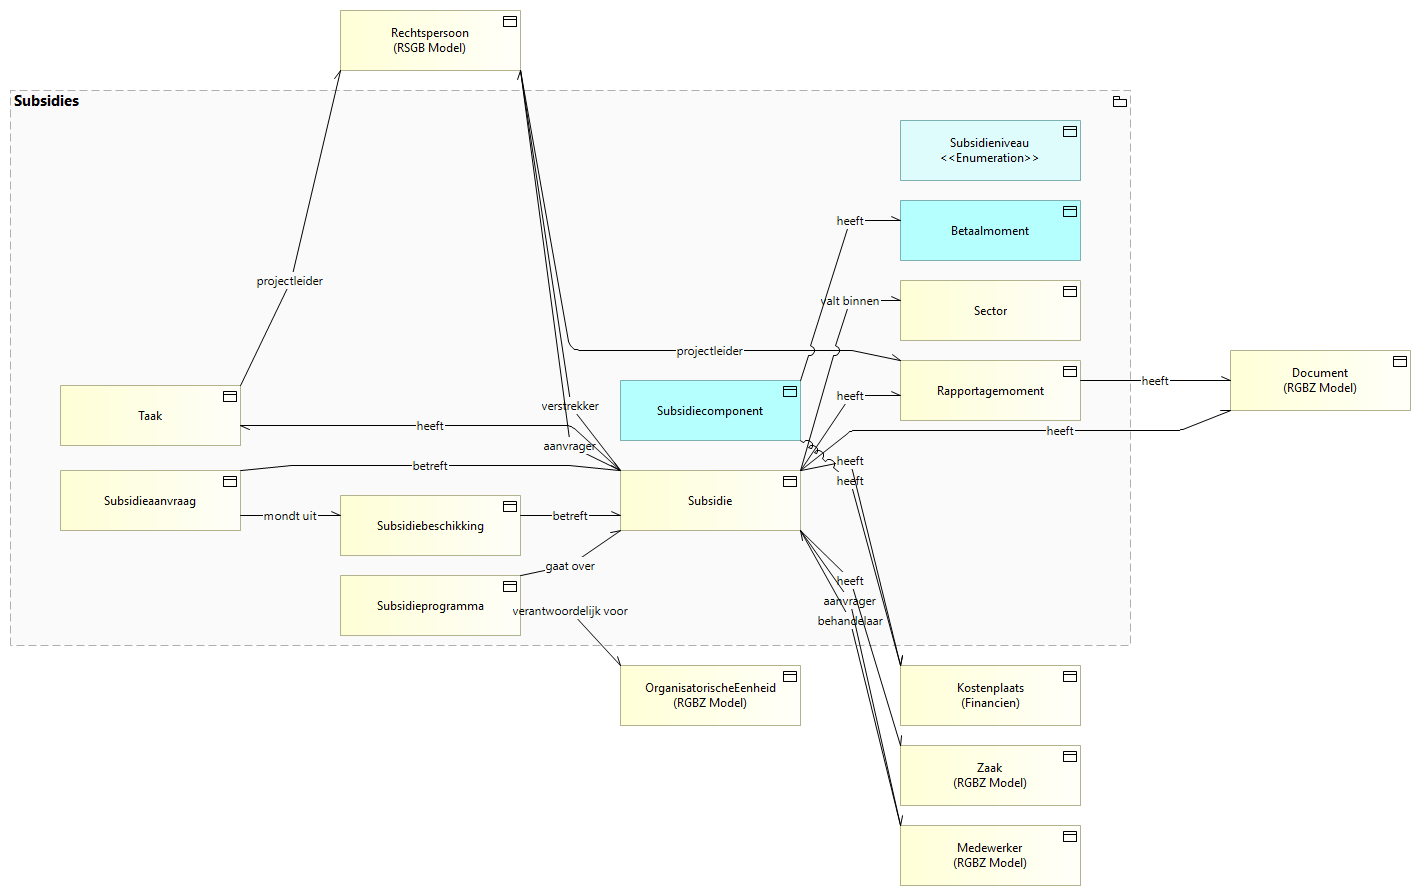 Rechtspersoon
(RSGB Model)
Subsidies
Subsidieniveau
<<Enumeration>>
heeft
Betaalmoment
projectleider
valt binnen
Sector
projectleider
Rapportagemoment
heeft
Document
(RGBZ Model)
Taak
verstrekker
Subsidiecomponent
heeft
heeft
heeft
aanvrager
betreft
heeft
heeft
Subsidieaanvraag
mondt uit
Subsidiebeschikking
betreft
Subsidie
gaat over
heeft
Subsidieprogramma
verantwoordelijk voor
aanvrager
behandelaar
OrganisatorischeEenheid
(RGBZ Model)
Kostenplaats
(Financien)
Zaak
(RGBZ Model)
Medewerker
(RGBZ Model)